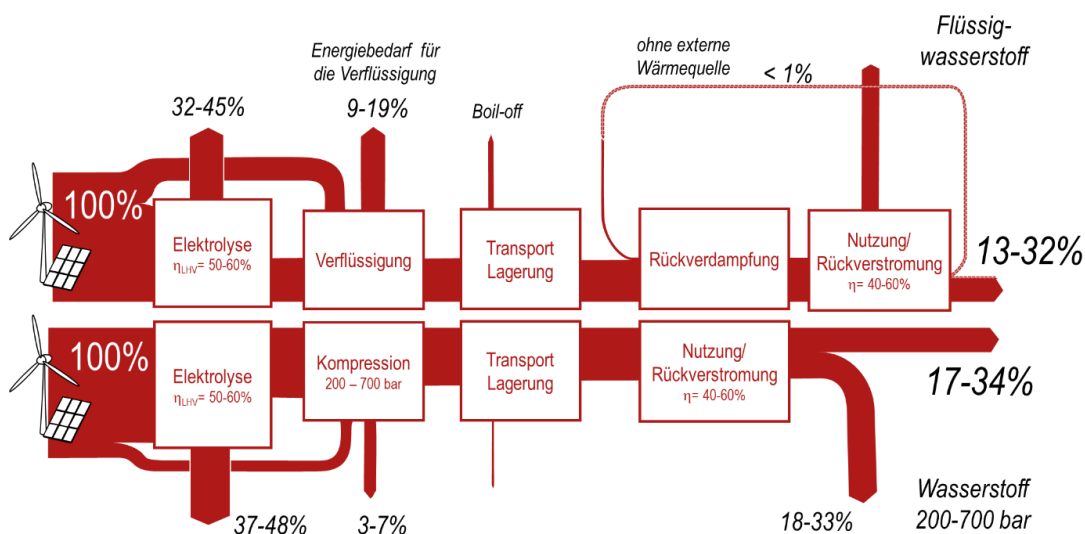 Energiebedarf für
die Verflüssigung
ohne externe
Wärmequelle
Flüssig-
wasserstoff
< 1%
32-45%
9-19%
Boil-off
100%
Elektrolyse
ηLHV= 50-60%
Verflüssigung
Transport
Lagerung
Rückverdampfung
Nutzung/
Rückverstromung
η= 40-60%
13-32%
100%
Elektrolyse
ηLHV= 50-60%
Kompression
200 – 700 bar
Transport
Lagerung
Nutzung/
Rückverstromung
η= 40-60%
17-34%
37-48%
3-7%
18-33%
Wasserstoff
200-700 bar